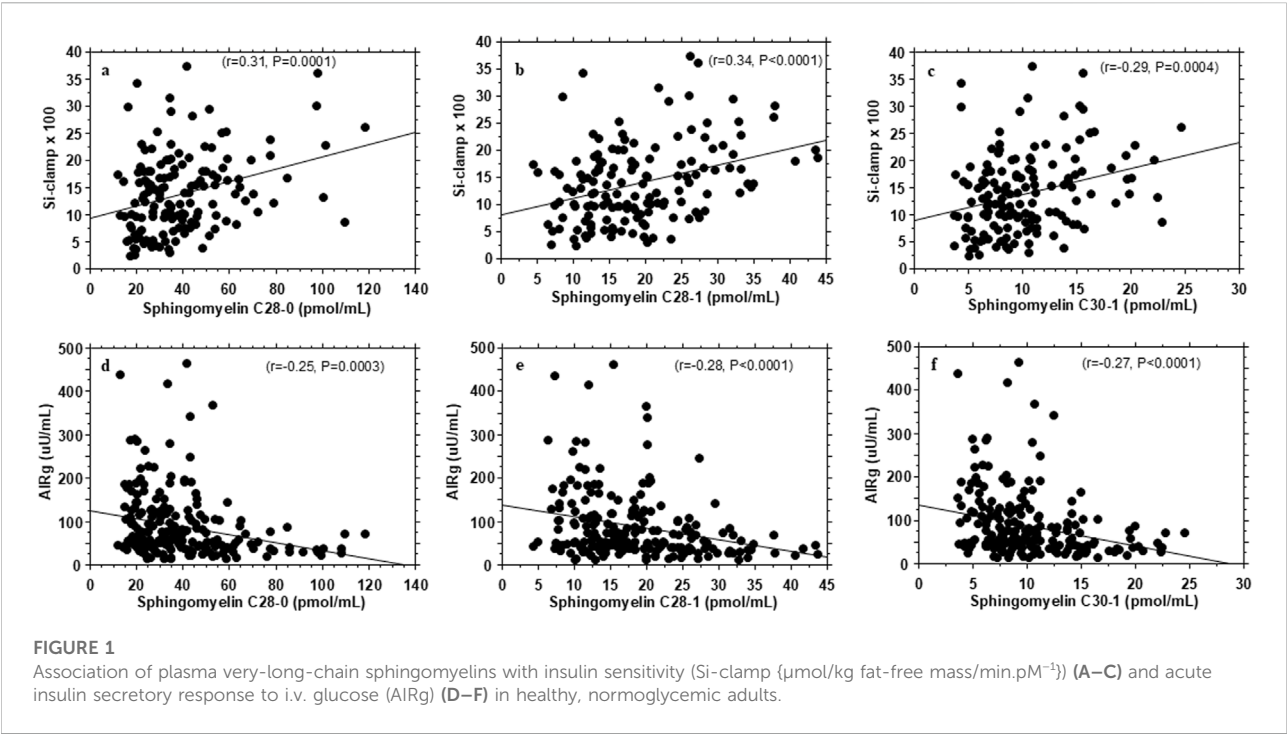 a
(r=0.31, P=0.0001)
Si-clamp x 100
40
35
30
25
20
15
10
5
0
0 20 40 60 80 100 120 140
Sphingomyelin C28-0 (pmol/mL)
b
(r=0.34, P<0.0001)
Si-clamp x 100
40
35
30
25
20
15
10
5
0
0 5 10 15 20 25 30 35 40 45
Sphingomyelin C28-1 (pmol/mL)
c
(r=-0.29, P=0.0004)
Si-clamp x 100
40
35
30
25
20
15
10
5
0
0 5 10 15 20 25 30
Sphingomyelin C30-1 (pmol/mL)
d
(r=-0.25, P=0.0003)
AIRg (uU/mL)
500
400
300
200
100
0
0 20 40 60 80 100 120 140
Sphingomyelin C28-0 (pmol/mL)
e
(r=-0.28, P<0.0001)
AIRg (uU/mL)
500
400
300
200
100
0
0 5 10 15 20 25 30 35 40 45
Sphingomyelin C28-1 (pmol/mL)
f
(r=-0.27, P<0.0001)
AIRg (uU/mL)
500
400
300
200
100
0
0 5 10 15 20 25 30
Sphingomyelin C30-1 (pmol/mL)
FIGURE 1
Association of plasma very-long-chain sphingomyelins with insulin sensitivity (Si-clamp {µmol/kg fat-free mass/min.pM⁻¹}) (A–C) and acute
insulin secretory response to i.v. glucose (AIRg) (D–F) in healthy, normoglycemic adults.